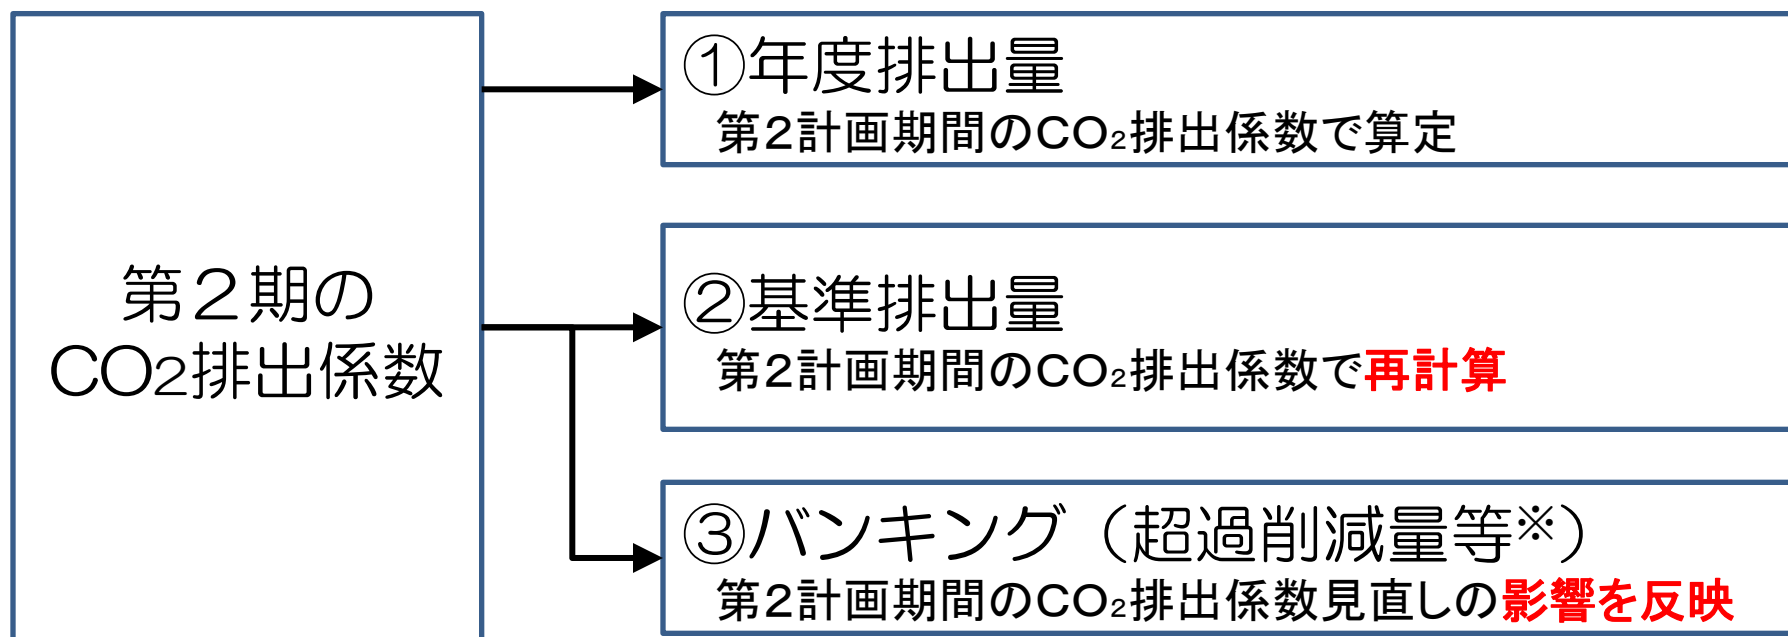 第２期の
CO2排出係数
①年度排出量
第２計画期間のCO₂排出係数で算定
②基準排出量
第２計画期間のCO₂排出係数で再計算
③バンキング（超過削減量等※）
第２計画期間のCO₂排出係数見直しの影響を反映